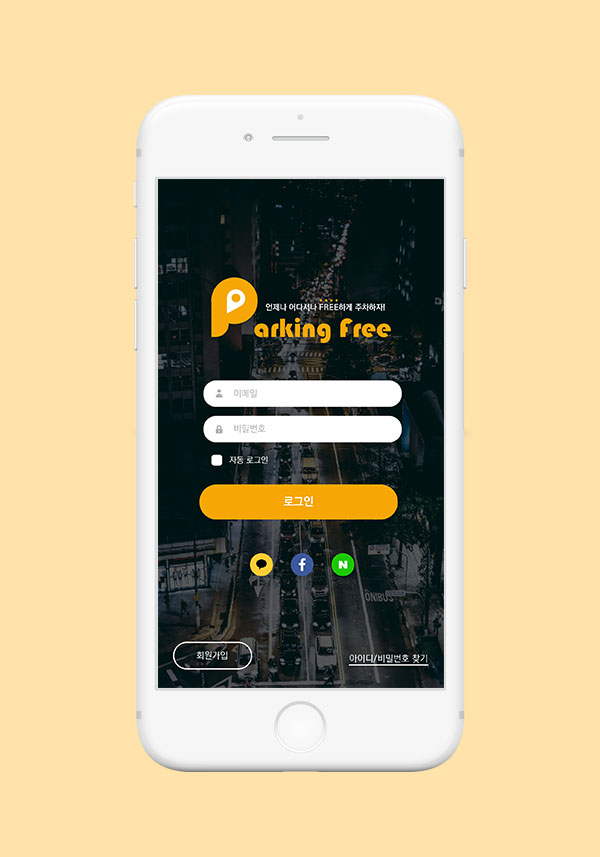 언제나 어디서나 FREE하게 주차하자!
Parking Free
이메일
비밀번호
자동 로그인
로그인
f
N
ÖNIBUS
회원가입
아이디/비밀번호 찾기